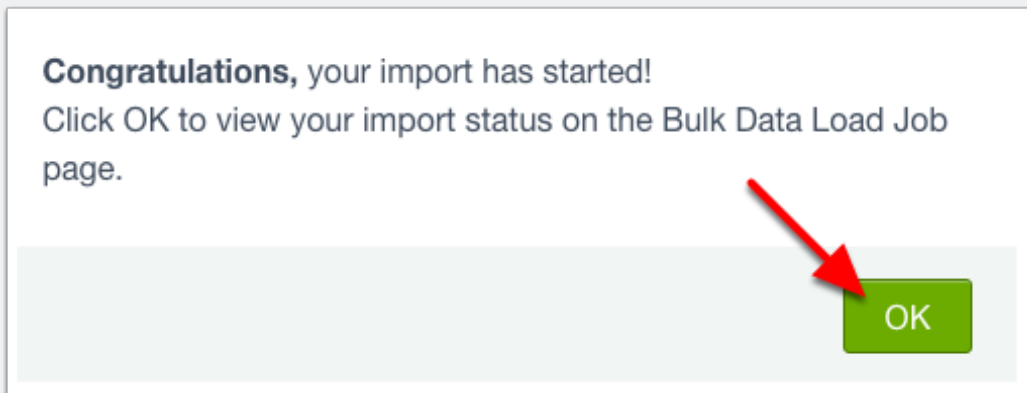 Congratulations, your import has started!
Click OK to view your import status on the Bulk Data Load Job
page.
OK